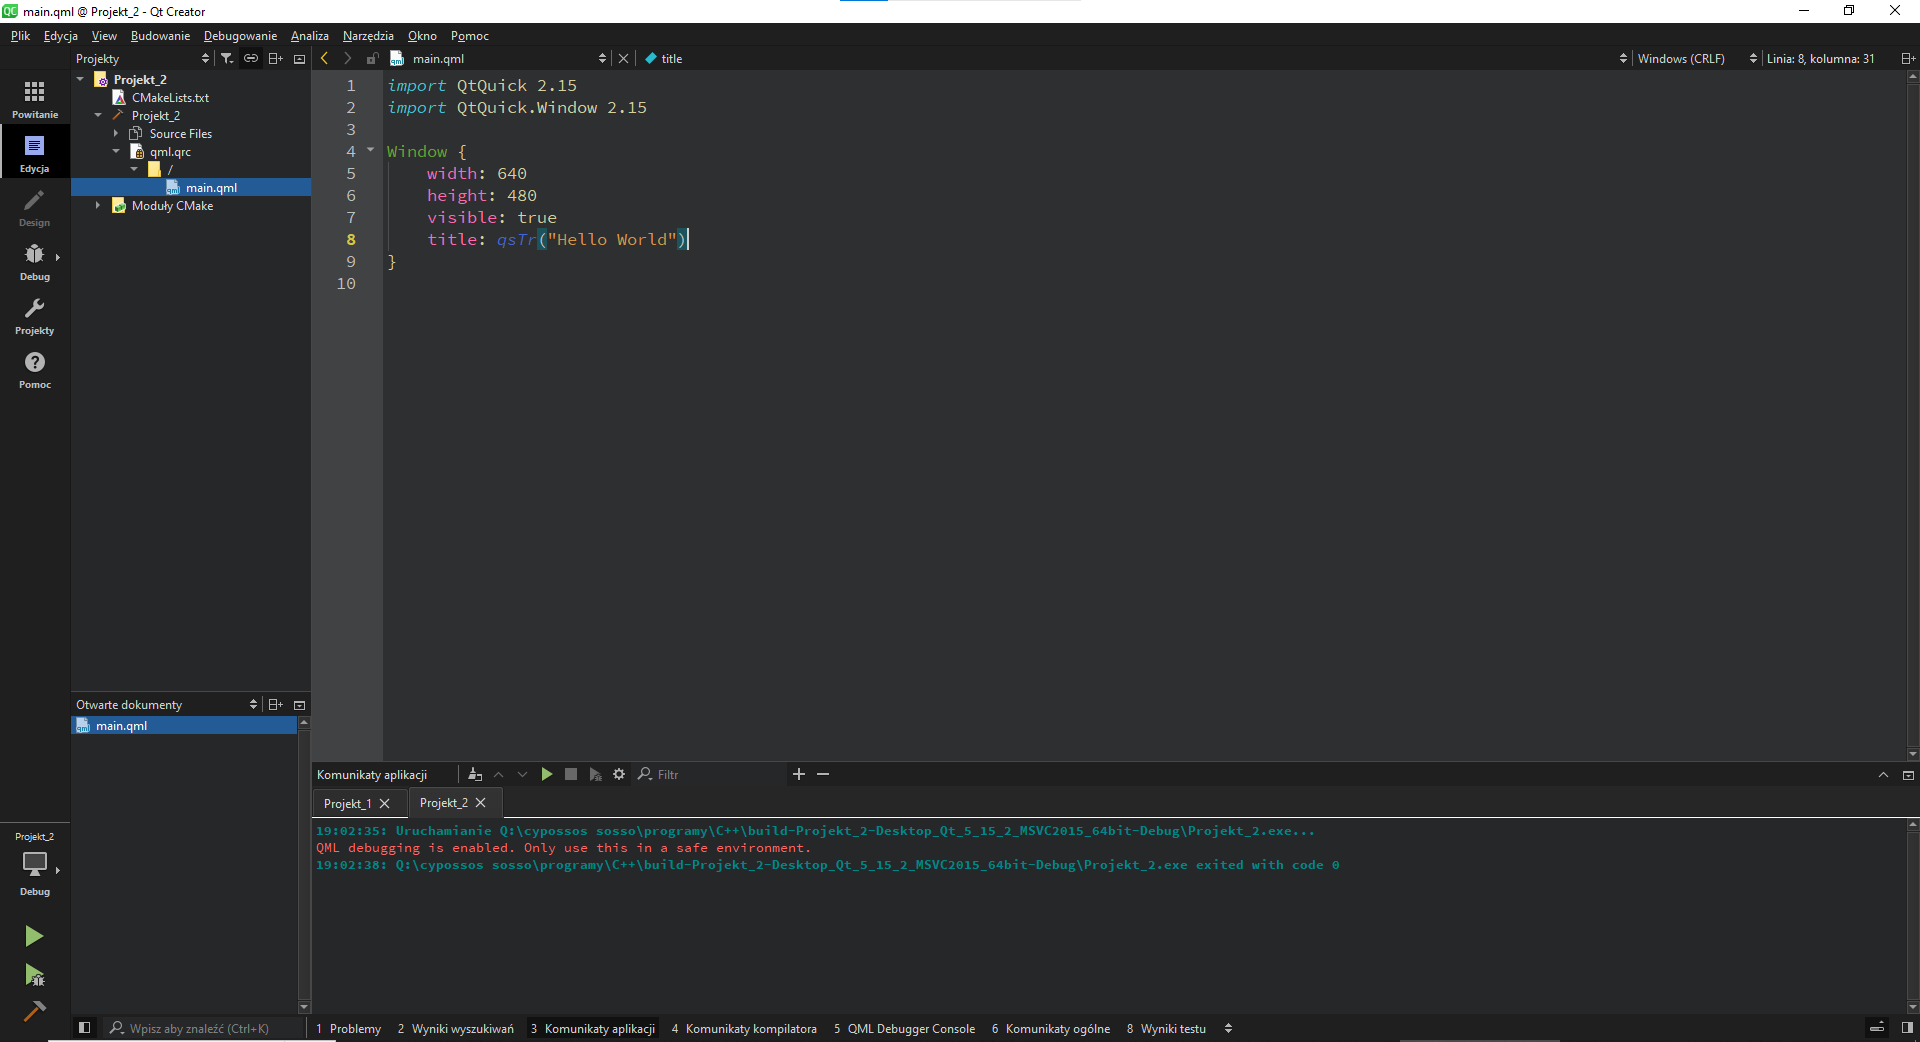 main.qml @ Projekt_2 - Qt Creator
Plik Edycja View Budowanie Debugowanie Analiza Narzędzia Okno Pomoc
Projekty
main.qml
title
Windows (CRLF)
Linia: 8, kolumna: 31
Powitanie
Edycja
Design
Debug
Projekty
Pomoc
Projekt_2
CMakeLists.txt
Projekt_2
Source Files
qml.qrc
/
main.qml
Moduły CMake
1 import QtQuick 2.15
2 import QtQuick.Window 2.15
3
4 Window {
5 width: 640
6 height: 480
7 visible: true
8 title: qsTr("Hello World")
9 }
10
Otwarte dokumenty
main.qml
Komunikaty aplikacji
Filtr
Projekt_1
Projekt_2
19:02:35: Uruchamianie Q:\cypossos sosso\programy\C++\build-Projekt_2-Desktop_Qt_5_15_2_MSVC2015_64bit-Debug\Projekt_2.exe...
QML debugging is enabled. Only use this in a safe environment.
19:02:38: Q:\cypossos sosso\programy\C++\build-Projekt_2-Desktop_Qt_5_15_2_MSVC2015_64bit-Debug\Projekt_2.exe exited with code 0
Projekt_2
Debug
Wpisz aby znaleźć (Ctrl+K)
1 Problemy
2 Wyniki wyszukiwań
3 Komunikaty aplikacji
4 Komunikaty kompilatora
5 QML Debugger Console
6 Komunikaty ogólne
8 Wyniki testu